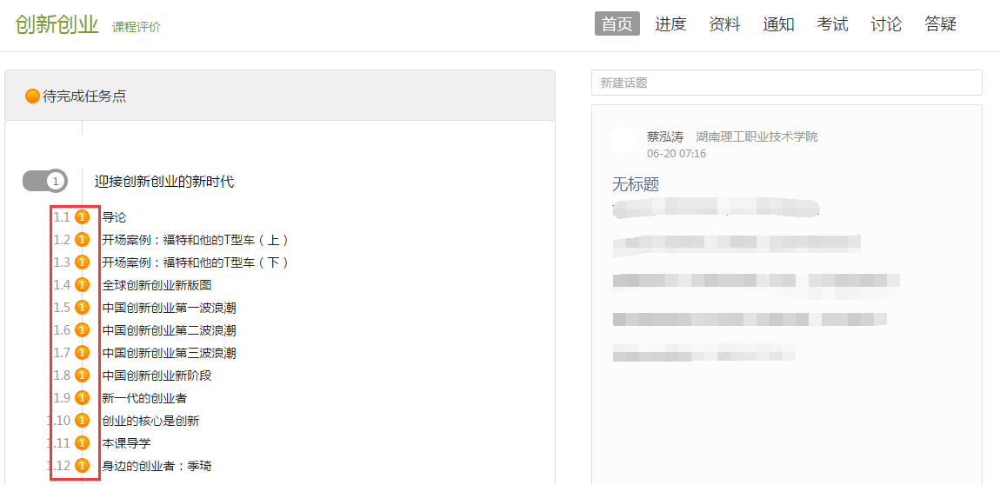 创新创业 课程评价
首页 进度 资料 通知 考试 讨论 答疑
待完成任务点
1 迎接创新创业的新时代
1.1 1 导论
1.2 1 开场案例：福特和他的T型车（上）
1.3 1 开场案例：福特和他的T型车（下）
1.4 1 全球创新创业新版图
1.5 1 中国创新创业第一波浪潮
1.6 1 中国创新创业第二波浪潮
1.7 1 中国创新创业第三波浪潮
1.8 1 中国创新创业新阶段
1.9 1 新一代的创业者
1.10 1 创业的核心是创新
1.11 1 本课导学
1.12 1 身边的创业者：季琦
新建话题
蔡泓涛 湖南理工职业技术学院
06-20 07:16
无标题